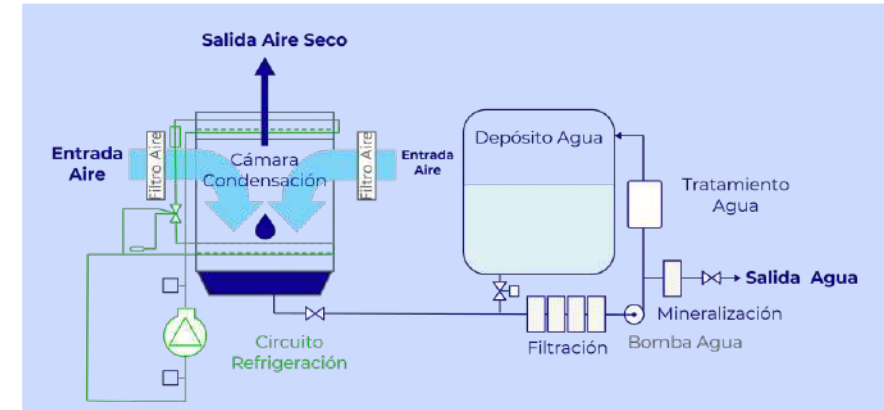 Salida Aire Seco
Entrada
Aire
Filtro Aire
Cámara
Condensación
Filtro Aire
Entrada
Aire
Depósito Agua
Tratamiento
Agua
Salida Agua
Mineralización
Bomba Agua
Filtración
Circuito
Refrigeración